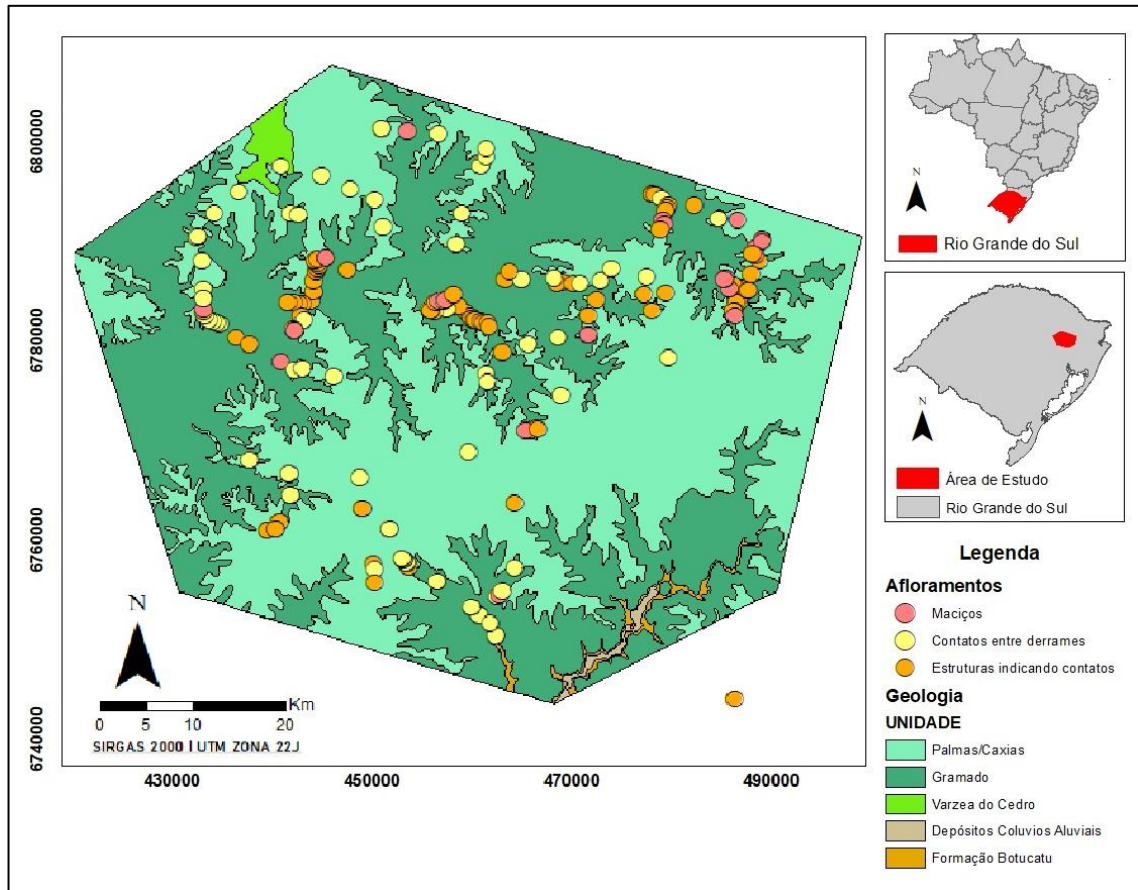 6800000
6780000
6760000
6740000
N
Km
0 5 10 20
SIRGAS 2000 | UTM ZONA 22J
430000 450000 470000 490000
N
Rio Grande do Sul
N
Área de Estudo
Rio Grande do Sul
Legenda
Afloramentos
Maciços
Contatos entre derrames
Estruturas indicando contatos
Geologia
UNIDADE
Palmas/Caxias
Gramado
Varzea do Cedro
Depósitos Coluvios Aluviais
Formação Botucatu